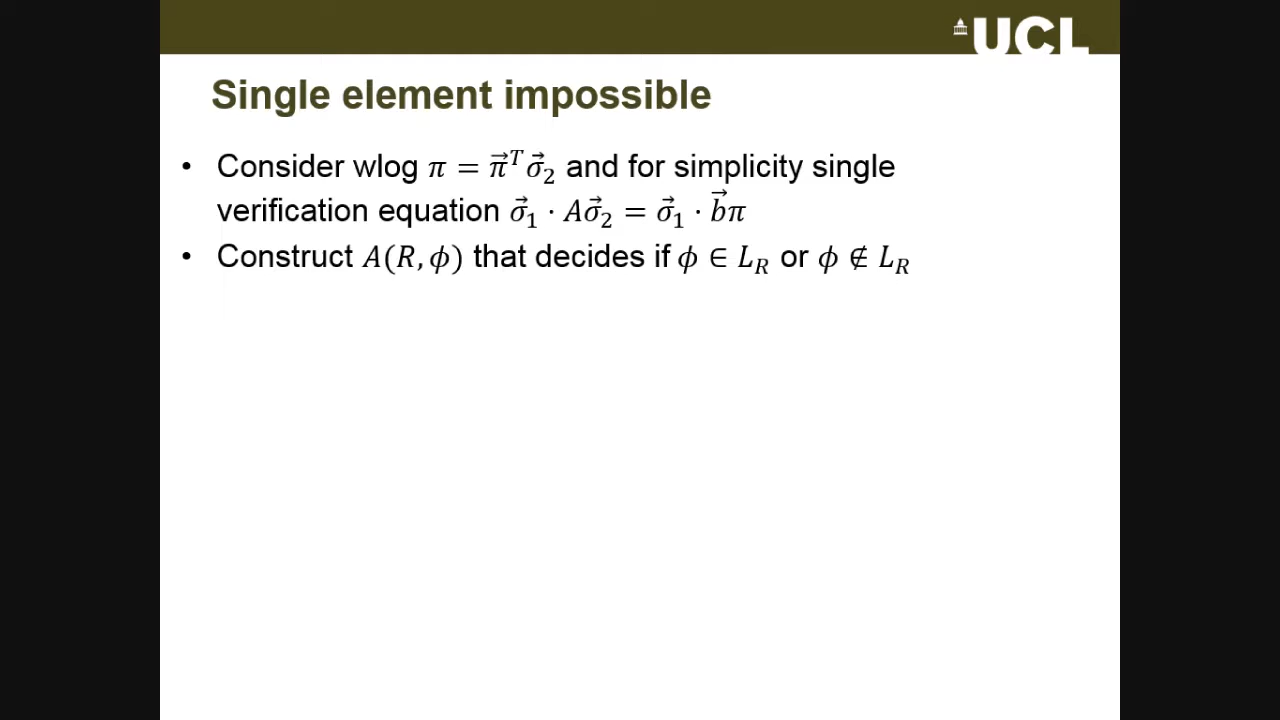 UCL
Single element impossible
• Consider wlog 𝜋 = 𝜋⃗ᵀ𝜎⃗₂ and for simplicity single
verification equation 𝜎⃗₁ · 𝐴𝜎⃗₂ = 𝜎⃗₁ · 𝑏⃗𝜋
• Construct 𝐴(𝑅, 𝜙) that decides if 𝜙 ∈ 𝐿_𝑅 or 𝜙 ∉ 𝐿_𝑅